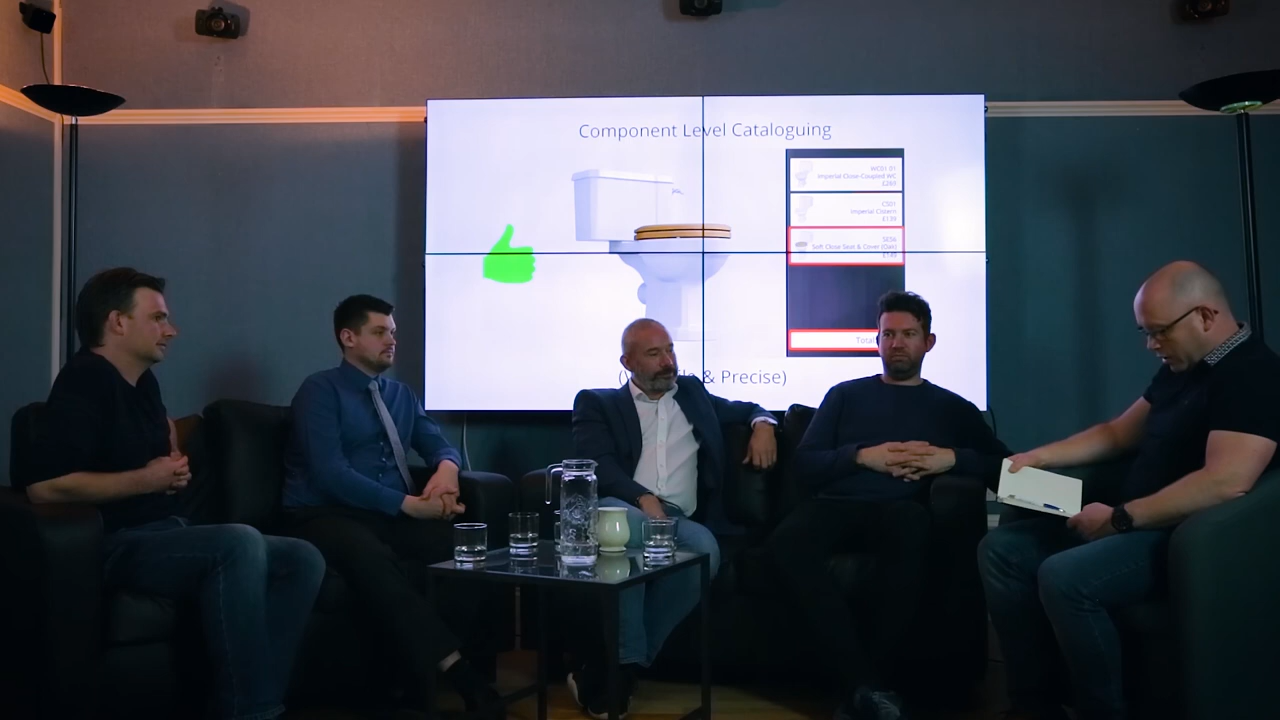 Component Level Cataloguing
WC01.01
Imperial Close-Coupled WC
£269
CS01
Imperial Cistern
£139
SE56
Soft Close Seat & Cover (Oak)
£149
Total
& Precise)